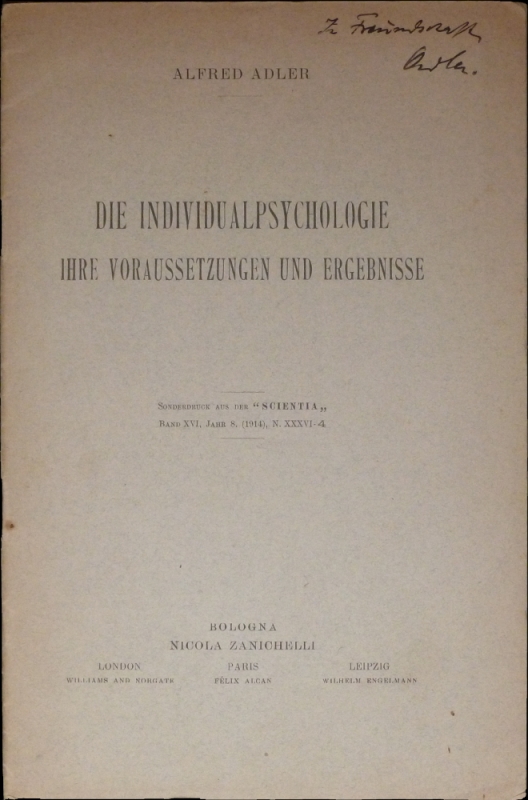 In Freundschaft
Adler.
ALFRED ADLER
DIE INDIVIDUALPSYCHOLOGIE
IHRE VORAUSSETZUNGEN UND ERGEBNISSE
SONDERDRUCK AUS DER “SCIENTIA„
BAND XVI, JAHR 8. (1914), N. XXXVI-4
BOLOGNA
NICOLA ZANICHELLI
LONDON PARIS LEIPZIG
WILLIAMS AND NORGATE FÉLIX ALCAN WILHELM ENGELMANN